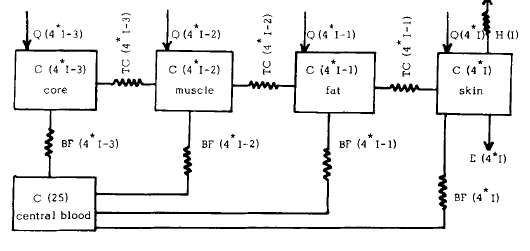 Q (4*I-3)
Q (4*I-2)
Q (4*I-1)
Q (4*I)
H (I)
TC (4*I-3)
TC (4*I-2)
TC (4*I-1)
C (4*I-3)
core
C (4*I-2)
muscle
C (4*I-1)
fat
C (4*I)
skin
BF (4*I-3)
BF (4*I-2)
BF (4*I-1)
E (4*I)
BF (4*I)
C (25)
central blood